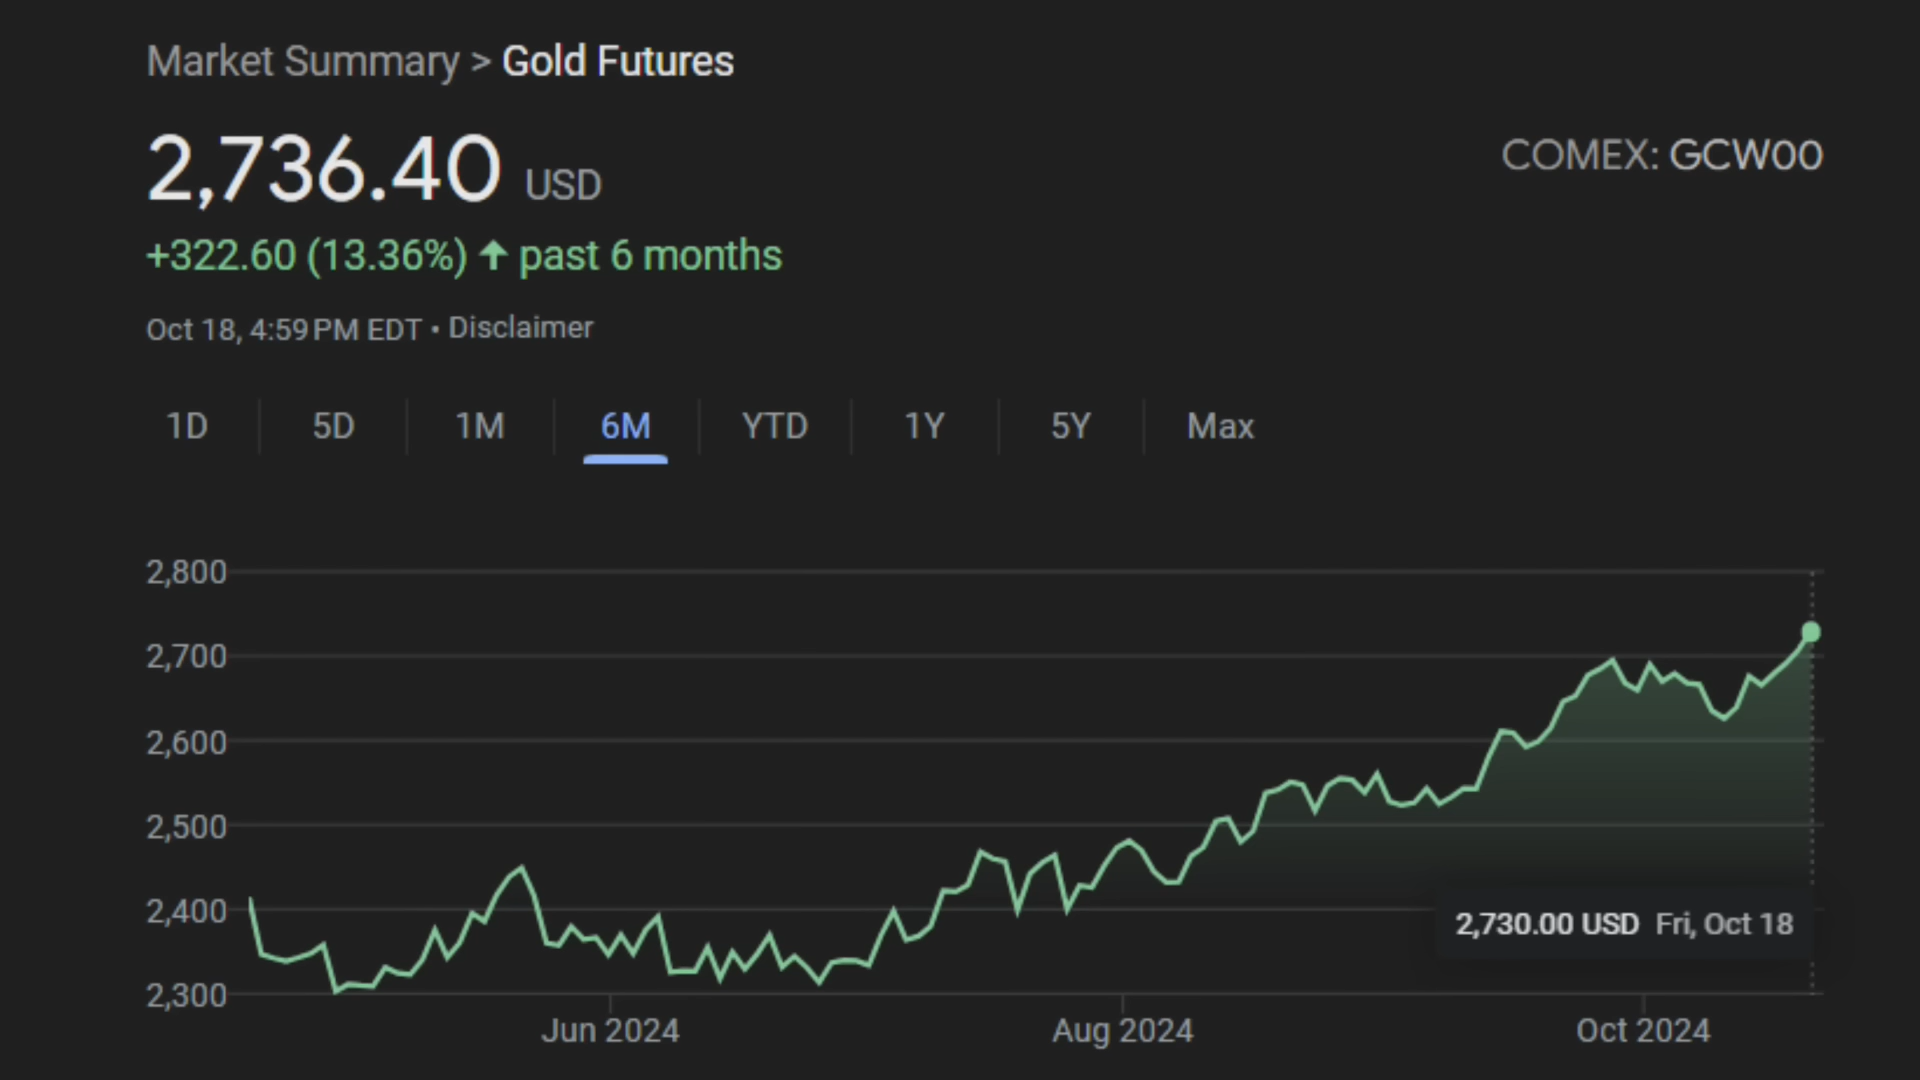 Market Summary > Gold Futures
2,736.40 USD
COMEX: GCW00
+322.60 (13.36%) ↑ past 6 months
Oct 18, 4:59 PM EDT • Disclaimer
1D 5D 1M 6M YTD 1Y 5Y Max
2,800
2,700
2,600
2,500
2,400
2,730.00 USD Fri, Oct 18
2,300
Jun 2024 Aug 2024 Oct 2024